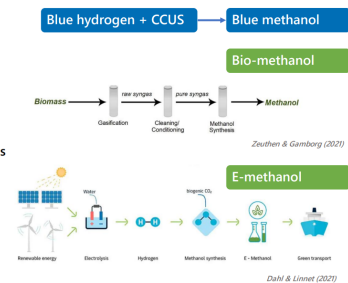 Blue hydrogen + CCUS
Blue methanol
Bio-methanol
raw syngas
pure syngas
Biomass
Methanol
Gasification
Cleaning/
Conditioning
Methanol
Synthesis
Zeuthen & Gamborg (2021)
s
E-methanol
Water
biogenic CO₂
H-H
Renewable energy
Electrolysis
Hydrogen
Methanol synthesis
E - Methanol
Green transport
Dahl & Linnet (2021)